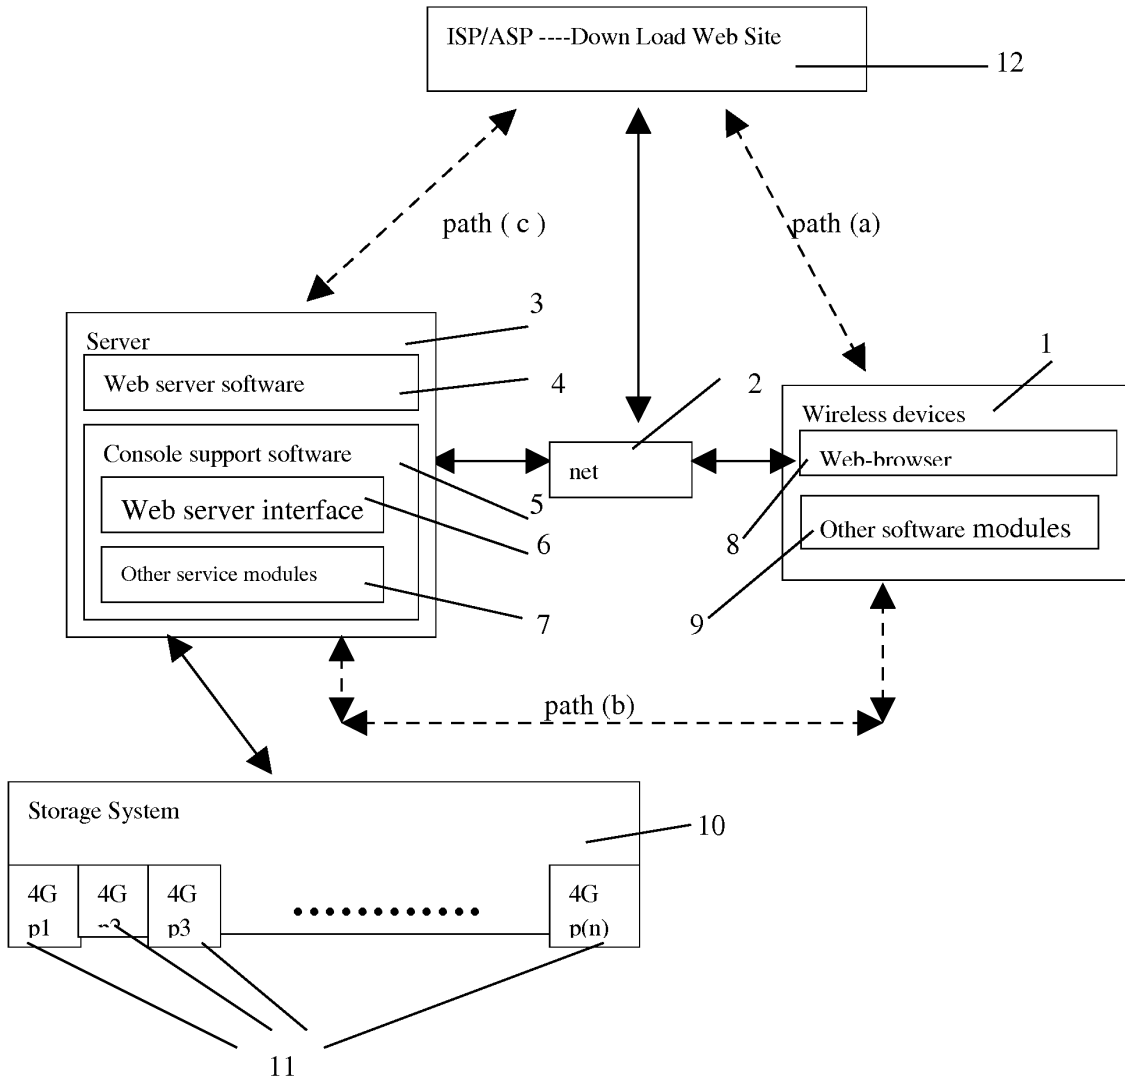 ISP/ASP ----Down Load Web Site
12
path ( c )
path (a)
3
Server
Web server software
4
2
1
Wireless devices
Console support software
net
Web-browser
5
Web server interface
6
8
Other software modules
Other service modules
7
9
path (b)
Storage System
10
4G
p1
4G
4G
p3
............
4G
p(n)
11